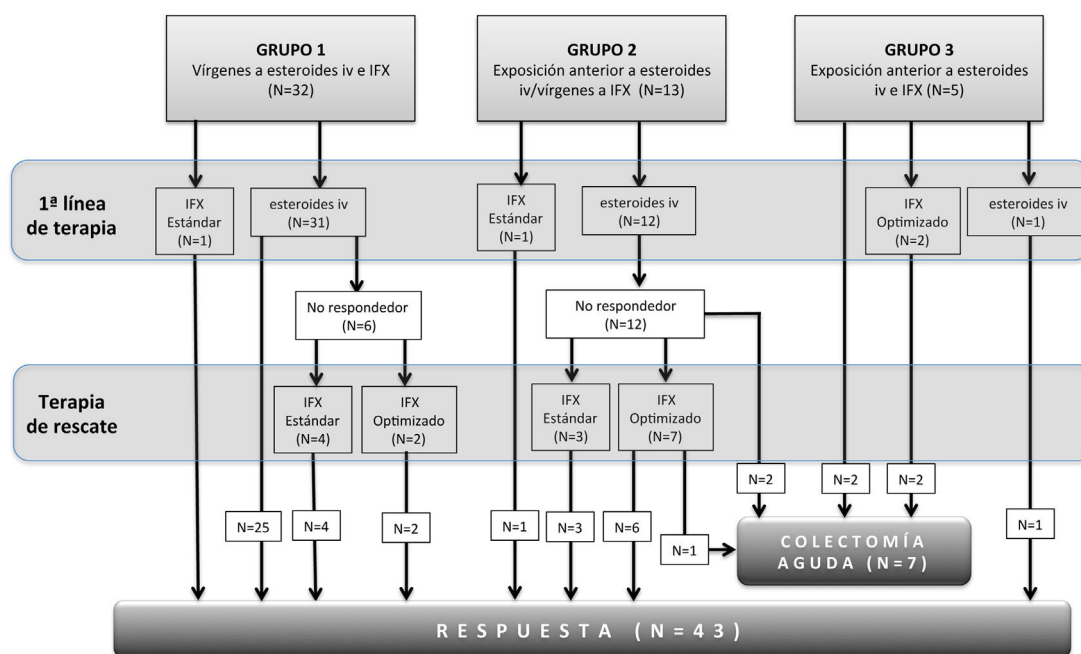 GRUPO 1
Vírgenes a esteroides iv e IFX
(N=32)
GRUPO 2
Exposición anterior a esteroides
iv/vírgenes a IFX (N=13)
GRUPO 3
Exposición anterior a esteroides
iv e IFX (N=5)
1ª línea
de terapia
IFX
Estándar
(N=1)
esteroides iv
(N=31)
IFX
Estándar
(N=1)
esteroides iv
(N=12)
IFX
Optimizado
(N=2)
esteroides iv
(N=1)
No respondedor
(N=6)
No respondedor
(N=12)
Terapia
de rescate
IFX
Estándar
(N=4)
IFX
Optimizado
(N=2)
IFX
Estándar
(N=3)
IFX
Optimizado
(N=7)
N=2
N=2
N=2
N=25
N=4
N=2
N=1
N=3
N=6
N=1
N=1
COLECTOMÍA
AGUDA (N=7)
RESPUESTA (N=43)